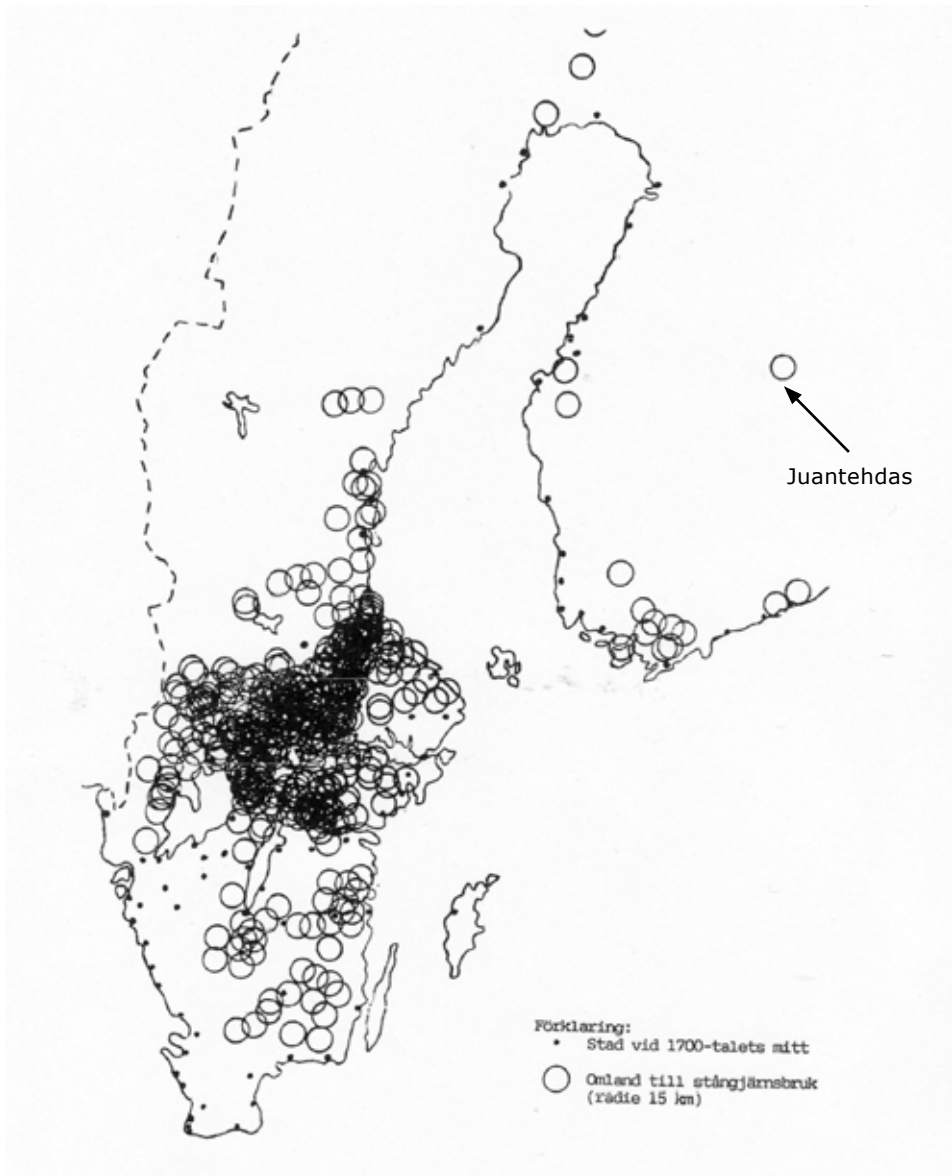 Juantehdas
Förklaring:
Stad vid 1700-talets mitt
Omland till stångjärnsbruk
(radie 15 km)